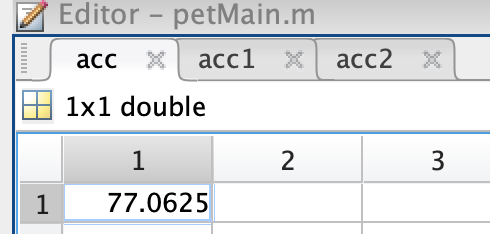 Editor – petMain.m
acc acc1 acc2
1x1 double
1 2 3
1 77.0625